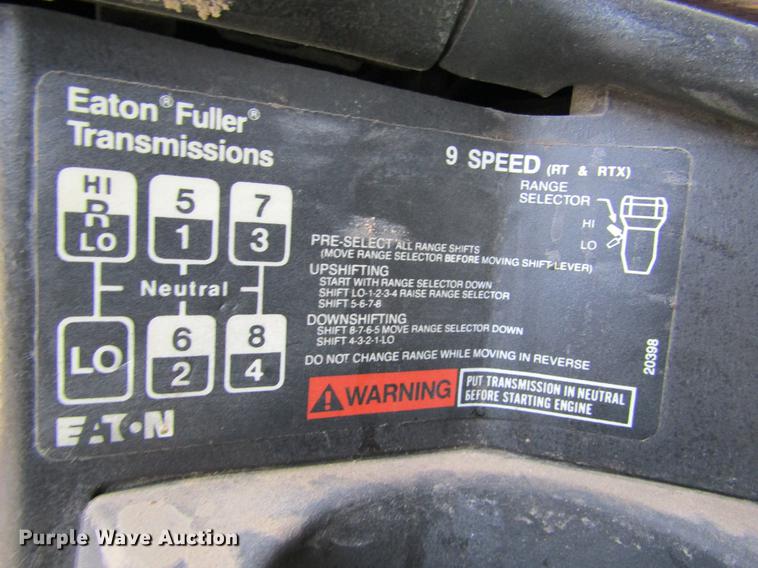 Eaton® Fuller®
Transmissions
9 SPEED (RT & RTX)
RANGE
SELECTOR
HI
LO
HI
R
LO
5
1
7
3
Neutral
LO
6
2
8
4
PRE-SELECT ALL RANGE SHIFTS
(MOVE RANGE SELECTOR BEFORE MOVING SHIFT LEVER)
UPSHIFTING
START WITH RANGE SELECTOR DOWN
SHIFT LO-1-2-3-4 RAISE RANGE SELECTOR
SHIFT 5-6-7-8
DOWNSHIFTING
SHIFT 8-7-6-5 MOVE RANGE SELECTOR DOWN
SHIFT 4-3-2-1-LO
DO NOT CHANGE RANGE WHILE MOVING IN REVERSE
WARNING
PUT TRANSMISSION IN NEUTRAL
BEFORE STARTING ENGINE
20398
EATON
Purple Wave Auction